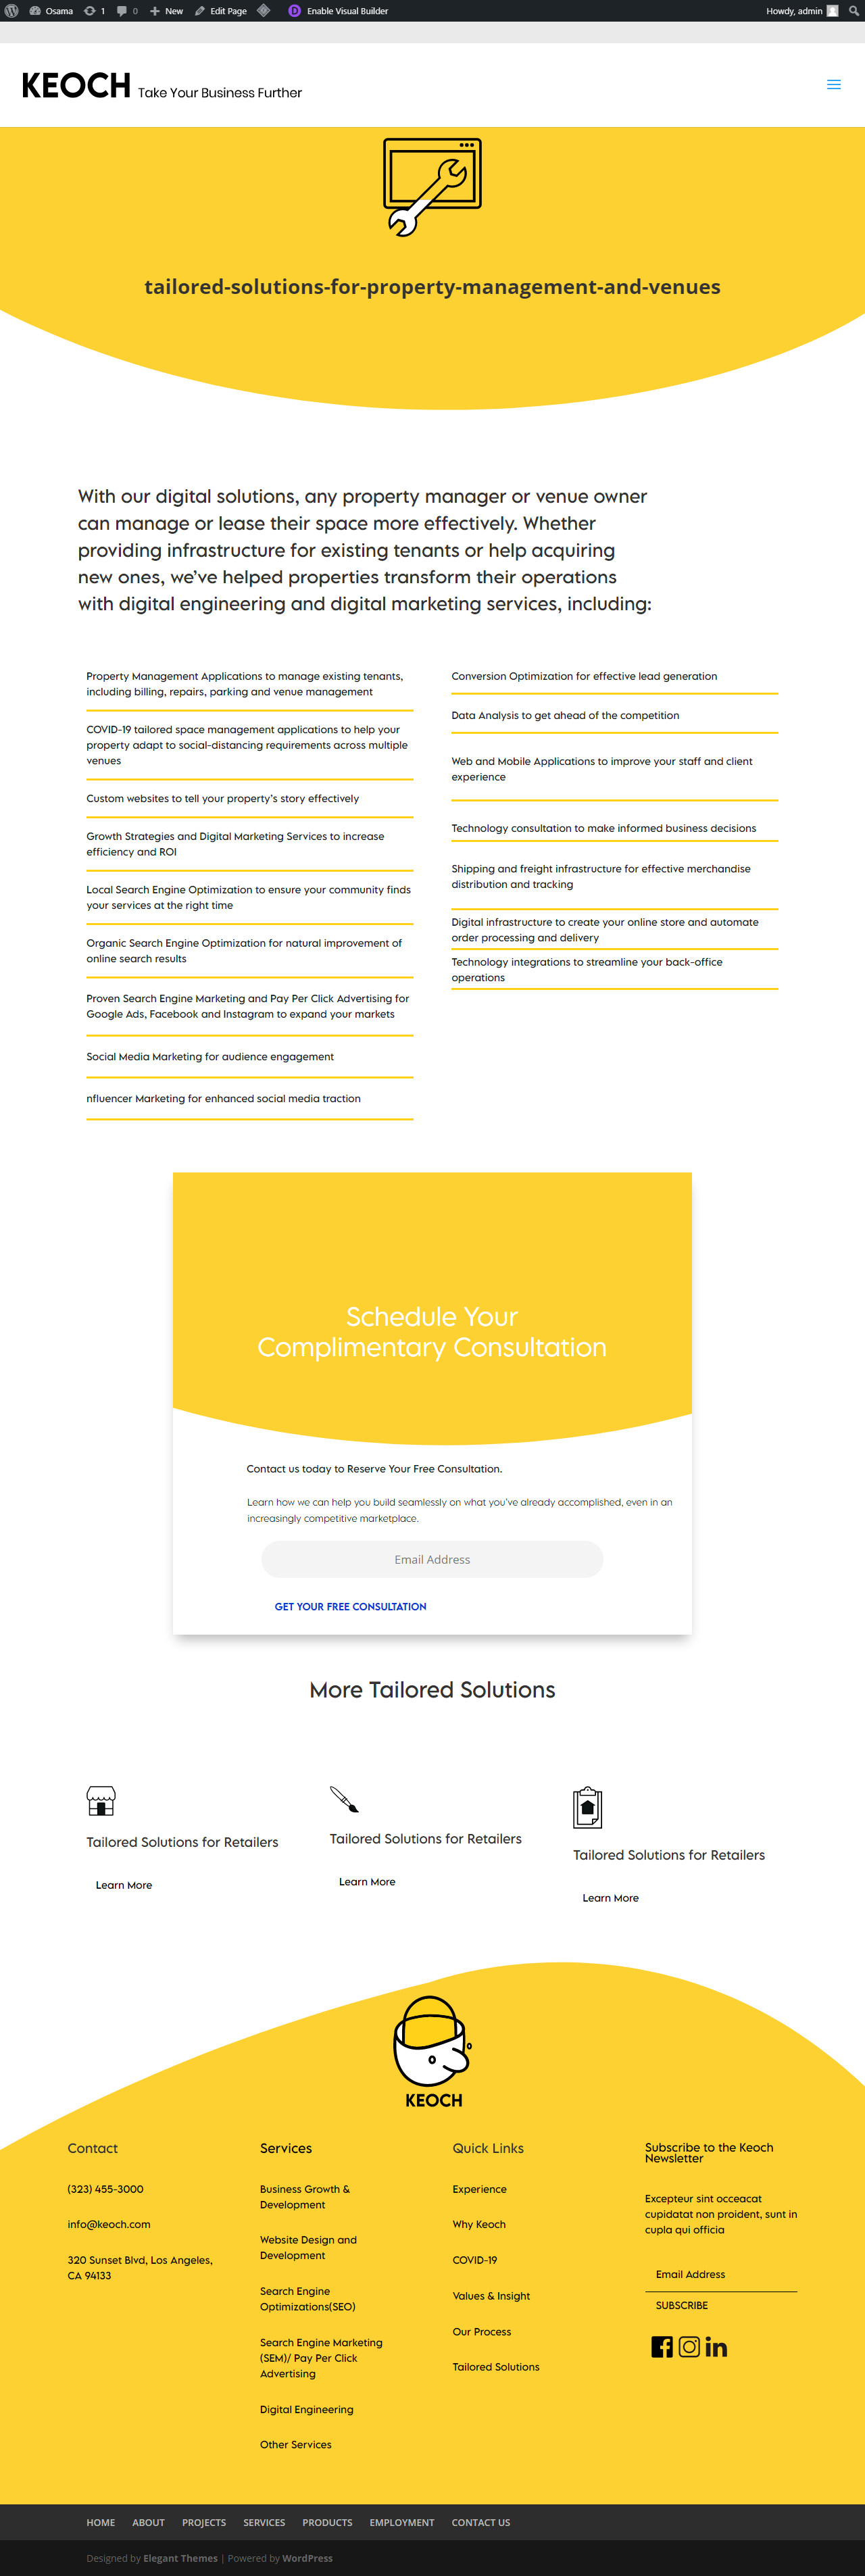 Osama 1 0 New Edit Page Enable Visual Builder Howdy, admin
KEOCH Take Your Business Further
tailored-solutions-for-property-management-and-venues
With our digital solutions, any property manager or venue owner
can manage or lease their space more effectively. Whether
providing infrastructure for existing tenants or help acquiring
new ones, we’ve helped properties transform their operations
with digital engineering and digital marketing services, including:
Property Management Applications to manage existing tenants,
including billing, repairs, parking and venue management
COVID-19 tailored space management applications to help your
property adapt to social-distancing requirements across multiple
venues
Custom websites to tell your property’s story effectively
Growth Strategies and Digital Marketing Services to increase
efficiency and ROI
Local Search Engine Optimization to ensure your community finds
your services at the right time
Organic Search Engine Optimization for natural improvement of
online search results
Proven Search Engine Marketing and Pay Per Click Advertising for
Google Ads, Facebook and Instagram to expand your markets
Social Media Marketing for audience engagement
nfluencer Marketing for enhanced social media traction
Conversion Optimization for effective lead generation
Data Analysis to get ahead of the competition
Web and Mobile Applications to improve your staff and client
experience
Technology consultation to make informed business decisions
Shipping and freight infrastructure for effective merchandise
distribution and tracking
Digital infrastructure to create your online store and automate
order processing and delivery
Technology integrations to streamline your back-office
operations
Schedule Your
Complimentary Consultation
Contact us today to Reserve Your Free Consultation.
Learn how we can help you build seamlessly on what you’ve already accomplished, even in an
increasingly competitive marketplace.
Email Address
GET YOUR FREE CONSULTATION
More Tailored Solutions
Tailored Solutions for Retailers
Learn More
Tailored Solutions for Retailers
Learn More
Tailored Solutions for Retailers
Learn More
KEOCH
Contact
(323) 455-3000
info@keoch.com
320 Sunset Blvd, Los Angeles,
CA 94133
Services
Business Growth &
Development
Website Design and
Development
Search Engine
Optimizations(SEO)
Search Engine Marketing
(SEM)/ Pay Per Click
Advertising
Digital Engineering
Other Services
Quick Links
Experience
Why Keoch
COVID-19
Values & Insight
Our Process
Tailored Solutions
Subscribe to the Keoch
Newsletter
Excepteur sint occeacat
cupidatat non proident, sunt in
cupla qui officia
Email Address
SUBSCRIBE
HOME ABOUT PROJECTS SERVICES PRODUCTS EMPLOYMENT CONTACT US
Designed by Elegant Themes | Powered by WordPress